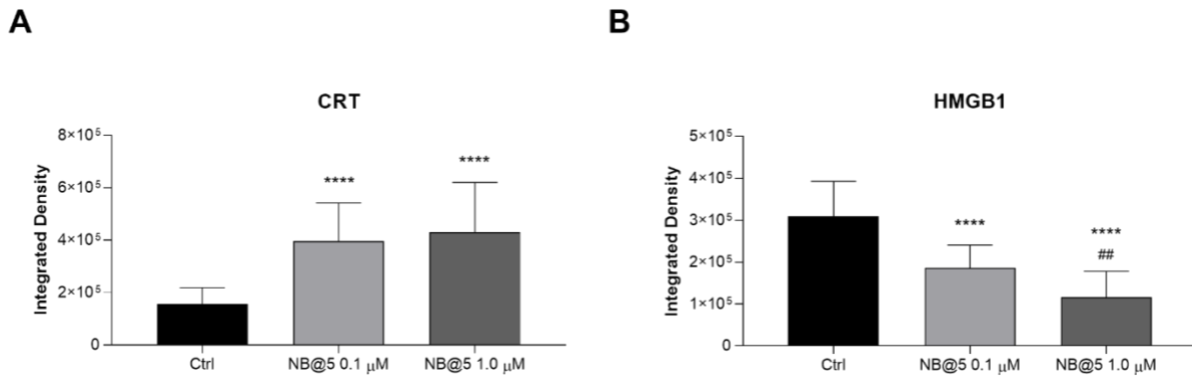 A
CRT
Integrated Density
8×10⁵
6×10⁵
4×10⁵
2×10⁵
0
****
****
Ctrl
NB@5 0.1 µM
NB@5 1.0 µM
B
HMGB1
Integrated Density
5×10⁵
4×10⁵
3×10⁵
2×10⁵
1×10⁵
0
****
****
##
Ctrl
NB@5 0.1 µM
NB@5 1.0 µM